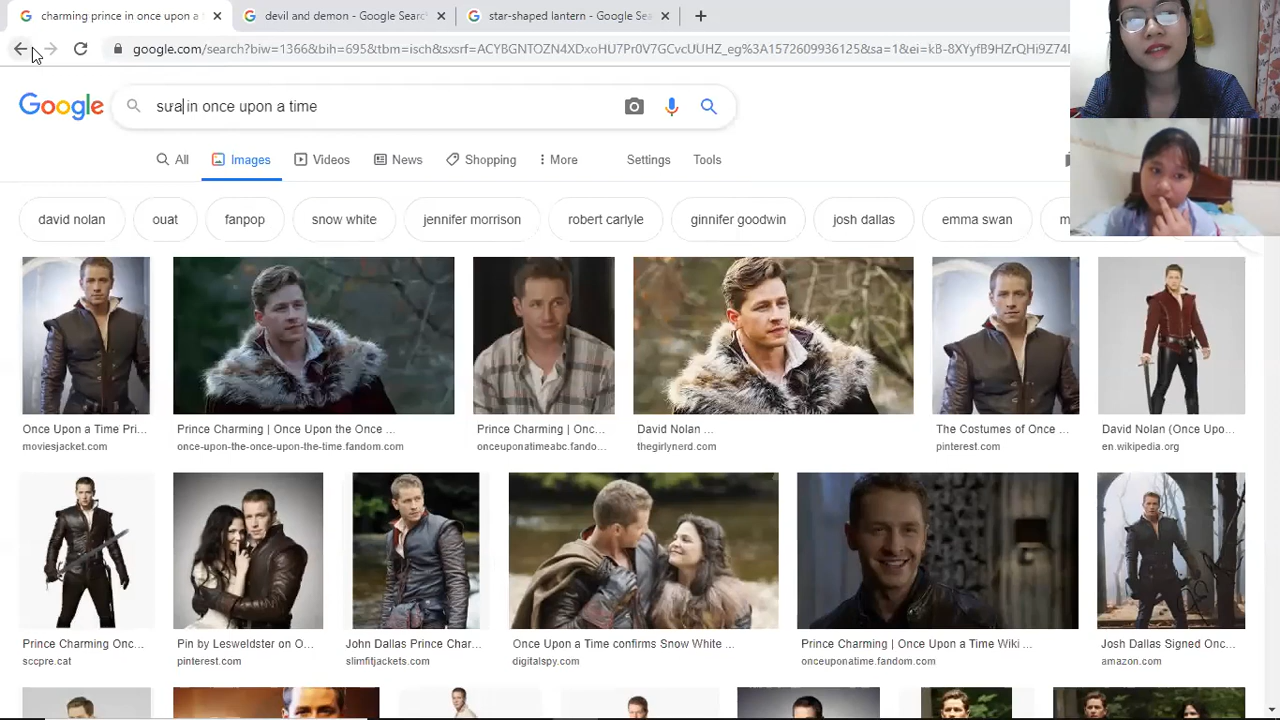 charming prince in once upon a t
devil and demon - Google Searc
star-shaped lantern - Google Sea
google.com/search?biw=1366&bih=695&tbm=isch&sxsrf=ACYBGNTOZN4XDxoHU7Pr0V7GCvcUUHZ_eg%3A1572609936125&sa=1&ei=kB-8XYyfB9HZrQHi9Z74D
Google
sưa in once upon a time
All
Images
Videos
News
Shopping
More
Settings
Tools
david nolan
ouat
fanpop
snow white
jennifer morrison
robert carlyle
ginnifer goodwin
josh dallas
emma swan
m
Once Upon a Time Pri...
moviesjacket.com
Prince Charming | Once Upon the Once ...
once-upon-the-once-upon-the-time.fandom.com
Prince Charming | Onc...
onceuponatimeabc.fando...
David Nolan ...
thegirlynerd.com
The Costumes of Once ...
pinterest.com
David Nolan (Once Upo...
en.wikipedia.org
Prince Charming Onc...
sccpre.cat
Pin by Lesweldster on O...
pinterest.com
John Dallas Prince Char...
slimfitjackets.com
Once Upon a Time confirms Snow White ...
digitalspy.com
Prince Charming | Once Upon a Time Wiki ...
onceuponatime.fandom.com
Josh Dallas Signed Onc...
amazon.com